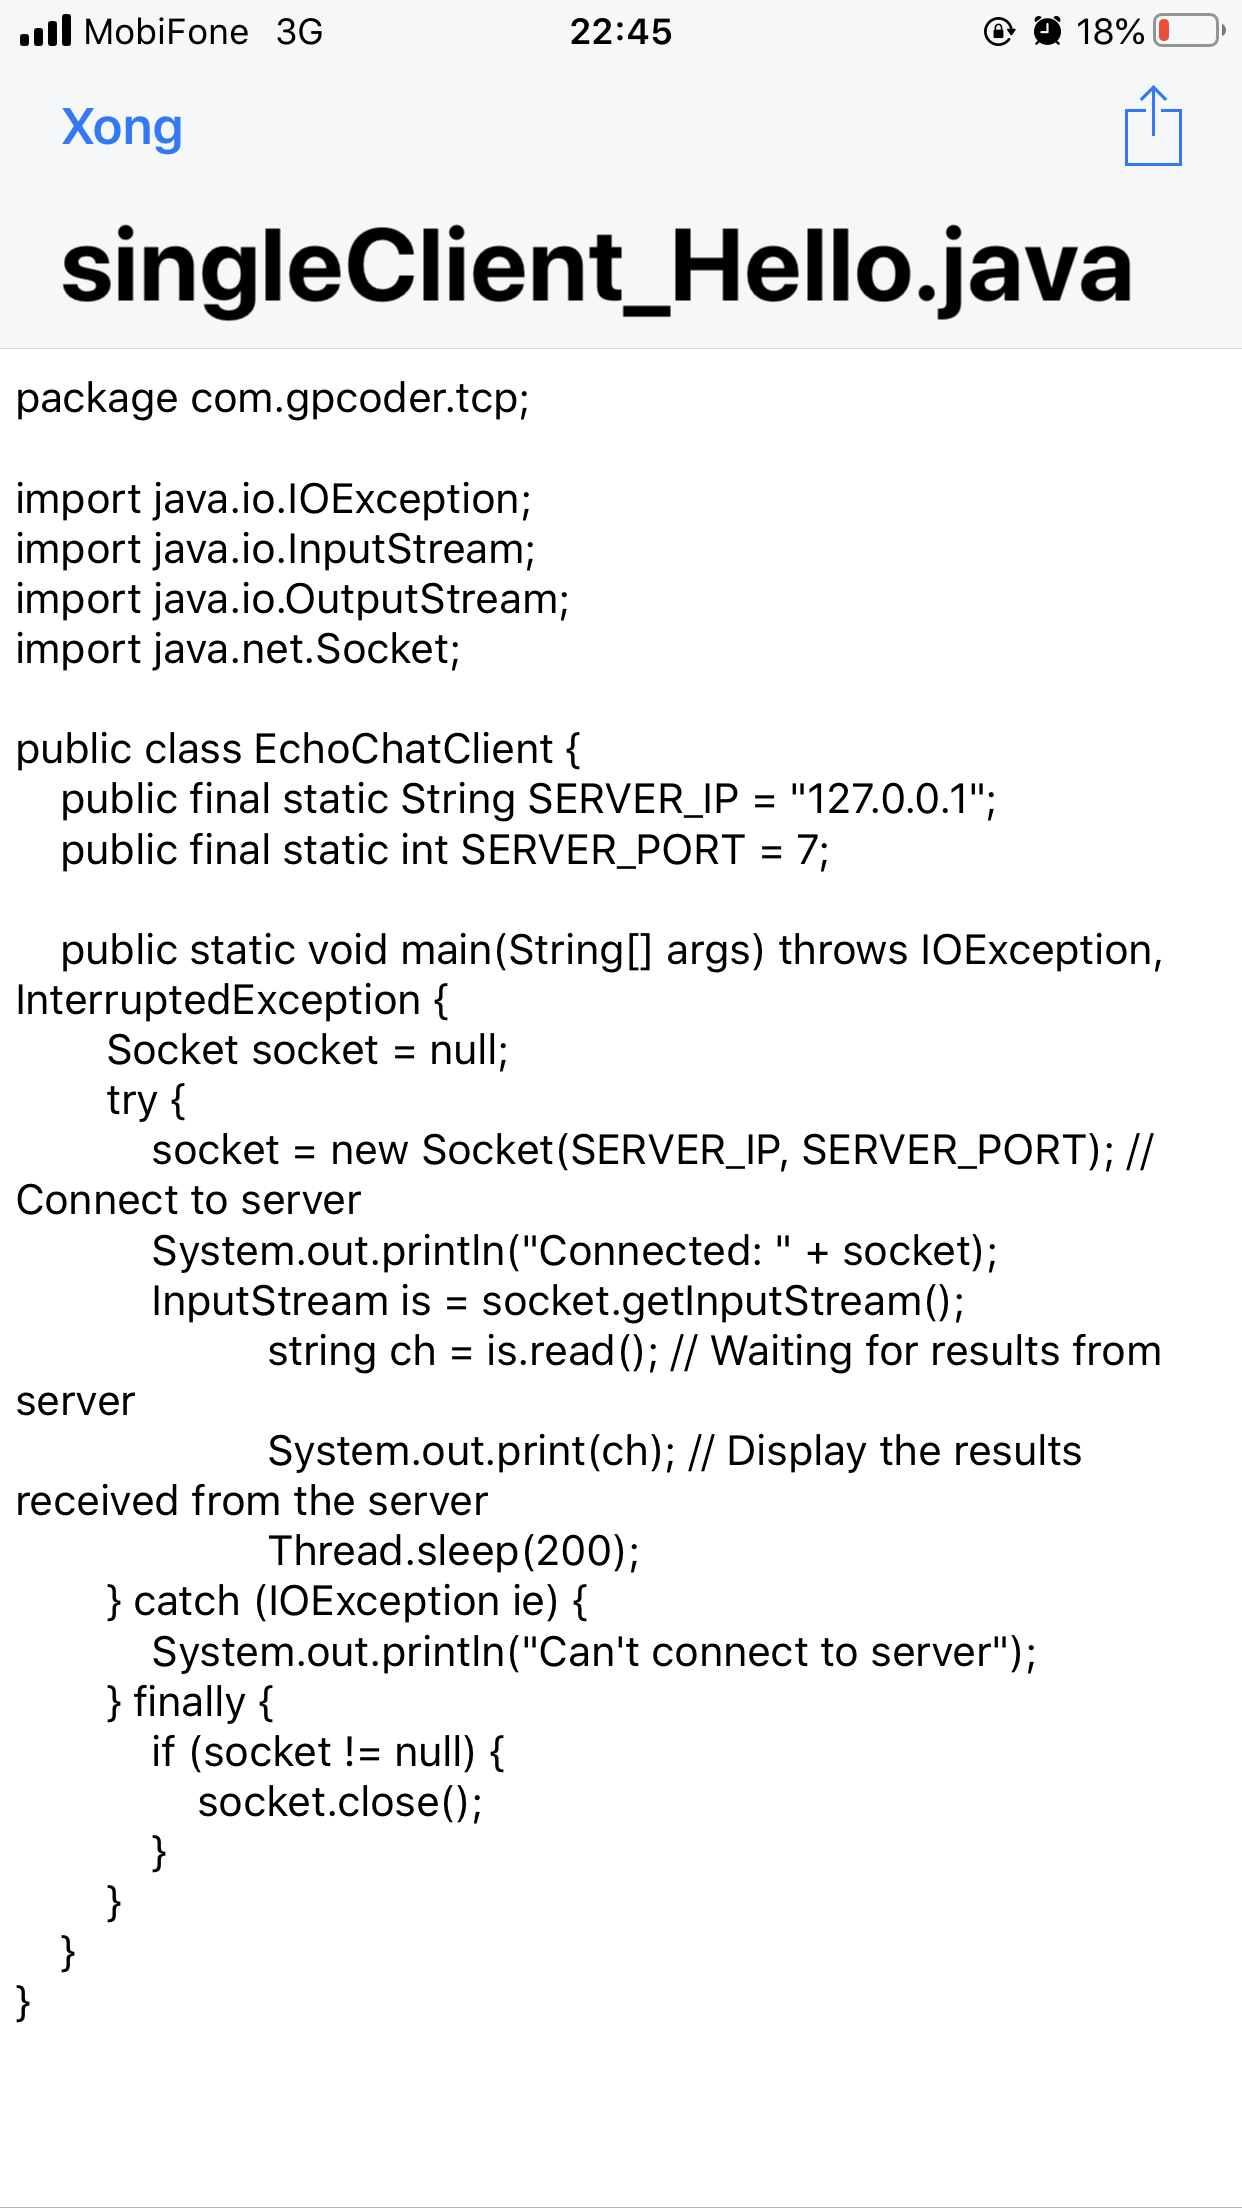 MobiFone 3G 22:45 18%
Xong
singleClient_Hello.java
package com.gpcoder.tcp;
import java.io.IOException;
import java.io.InputStream;
import java.io.OutputStream;
import java.net.Socket;
public class EchoChatClient {
public final static String SERVER_IP = "127.0.0.1";
public final static int SERVER_PORT = 7;
public static void main(String[] args) throws IOException,
InterruptedException {
Socket socket = null;
try {
socket = new Socket(SERVER_IP, SERVER_PORT); //
Connect to server
System.out.println("Connected: " + socket);
InputStream is = socket.getInputStream();
string ch = is.read(); // Waiting for results from
server
System.out.print(ch); // Display the results
received from the server
Thread.sleep(200);
} catch (IOException ie) {
System.out.println("Can't connect to server");
} finally {
if (socket != null) {
socket.close();
}
}
}
}